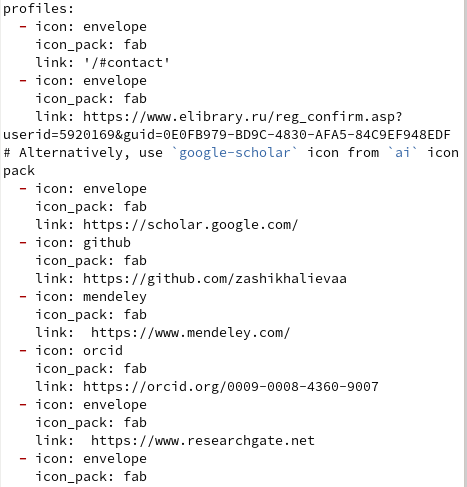 profiles:
  - icon: envelope
    icon_pack: fab
    link: '/#contact'
  - icon: envelope
    icon_pack: fab
    link: https://www.elibrary.ru/reg_confirm.asp?
userid=5920169&guid=0E0FB979-BD9C-4830-AFA5-84C9EF948EDF
# Alternatively, use `google-scholar` icon from `ai` icon
pack
  - icon: envelope
    icon_pack: fab
    link: https://scholar.google.com/
  - icon: github
    icon_pack: fab
    link: https://github.com/zashikhalievaa
  - icon: mendeley
    icon_pack: fab
    link:  https://www.mendeley.com/
  - icon: orcid
    icon_pack: fab
    link: https://orcid.org/0009-0008-4360-9007
  - icon: envelope
    icon_pack: fab
    link:  https://www.researchgate.net
  - icon: envelope
    icon_pack: fab